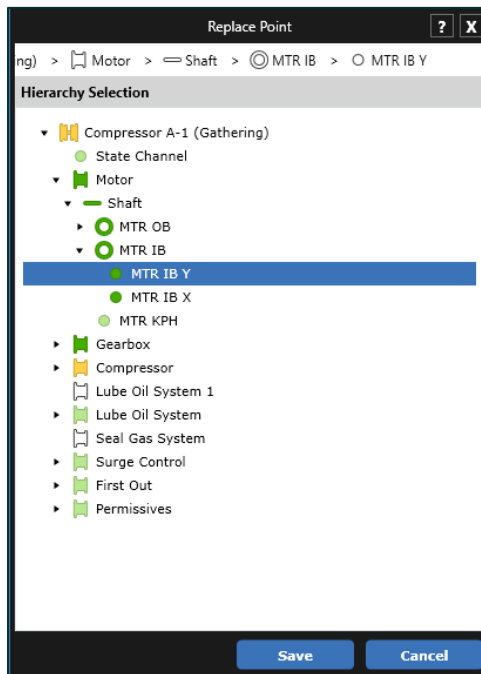 Replace Point ? X
ing) > Motor > Shaft > MTR IB > MTR IB Y
Hierarchy Selection
Compressor A-1 (Gathering)
State Channel
Motor
Shaft
MTR OB
MTR IB
MTR IB Y
MTR IB X
MTR KPH
Gearbox
Compressor
Lube Oil System 1
Lube Oil System
Seal Gas System
Surge Control
First Out
Permissives
Save Cancel